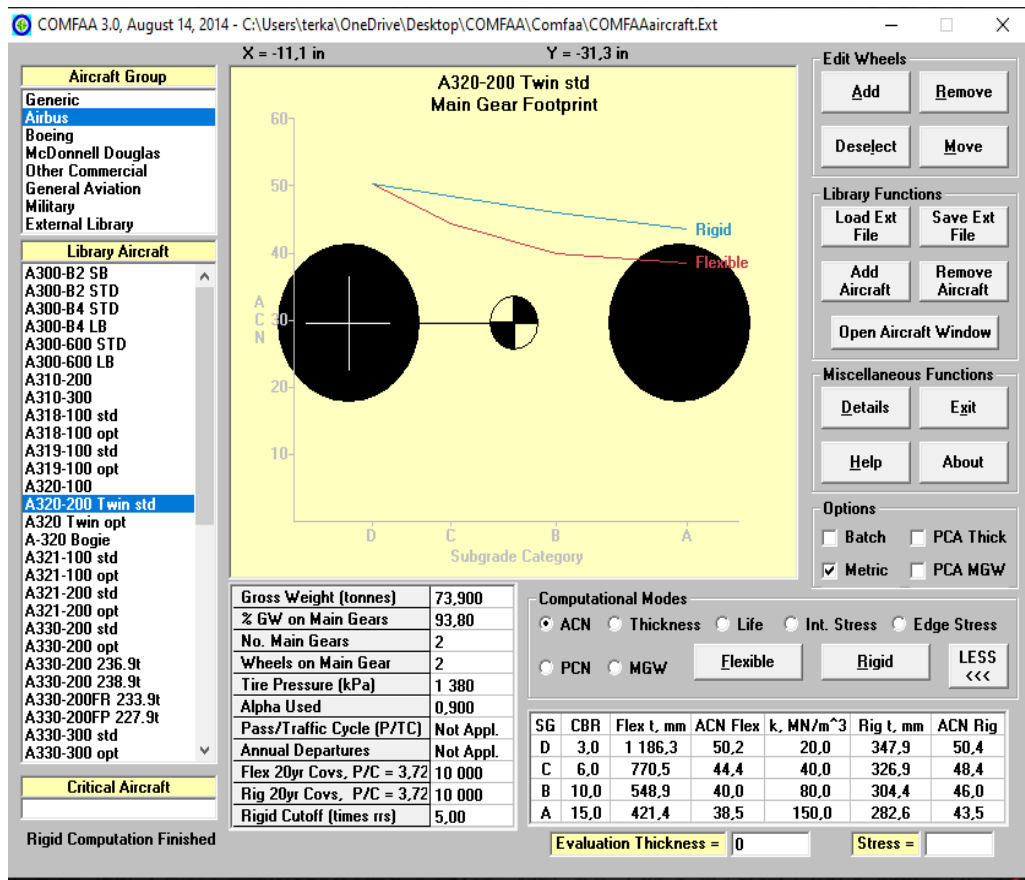 COMFAA 3.0, August 14, 2014 - C:\Users\terka\OneDrive\Desktop\COMFAA\Comfaa\COMFAAaircraft.Ext
X = -11,1 in Y = -31,3 in
Aircraft Group
Generic
Airbus
Boeing
McDonnell Douglas
Other Commercial
General Aviation
Military
External Library
Library Aircraft
A300-B2 SB
A300-B2 STD
A300-B4 STD
A300-B4 LB
A300-600 STD
A300-600 LB
A310-200
A310-300
A318-100 std
A318-100 opt
A319-100 std
A319-100 opt
A320-100
A320-200 Twin std
A320 Twin opt
A-320 Bogie
A321-100 std
A321-100 opt
A321-200 std
A321-200 opt
A330-200 std
A330-200 opt
A330-200 236.9t
A330-200 238.9t
A330-200FR 233.9t
A330-200FP 227.9t
A330-300 std
A330-300 opt
Critical Aircraft
Rigid Computation Finished
A320-200 Twin std
Main Gear Footprint
60
50
40
30
20
10
A
C
N
Rigid
Flexible
D C B A
Subgrade Category
Edit Wheels
Add Remove
Deselect Move
Library Functions
Load Ext File Save Ext File
Add Aircraft Remove Aircraft
Open Aircraft Window
Miscellaneous Functions
Details Exit
Help About
Options
Batch PCA Thick
Metric PCA MGW
Gross Weight (tonnes) 73,900
% GW on Main Gears 93,80
No. Main Gears 2
Wheels on Main Gear 2
Tire Pressure (kPa) 1 380
Alpha Used 0,900
Pass/Traffic Cycle (P/TC) Not Appl.
Annual Departures Not Appl.
Flex 20yr Covs, P/C = 3,72 10 000
Rig 20yr Covs, P/C = 3,72 10 000
Rigid Cutoff (times rrs) 5,00
Computational Modes
ACN Thickness Life Int. Stress Edge Stress
PCN MGW Flexible Rigid LESS <<<
SG CBR Flex t, mm ACN Flex k, MN/m^3 Rig t, mm ACN Rig
D 3,0 1 186,3 50,2 20,0 347,9 50,4
C 6,0 770,5 44,4 40,0 326,9 48,4
B 10,0 548,9 40,0 80,0 304,4 46,0
A 15,0 421,4 38,5 150,0 282,6 43,5
Evaluation Thickness = 0 Stress =